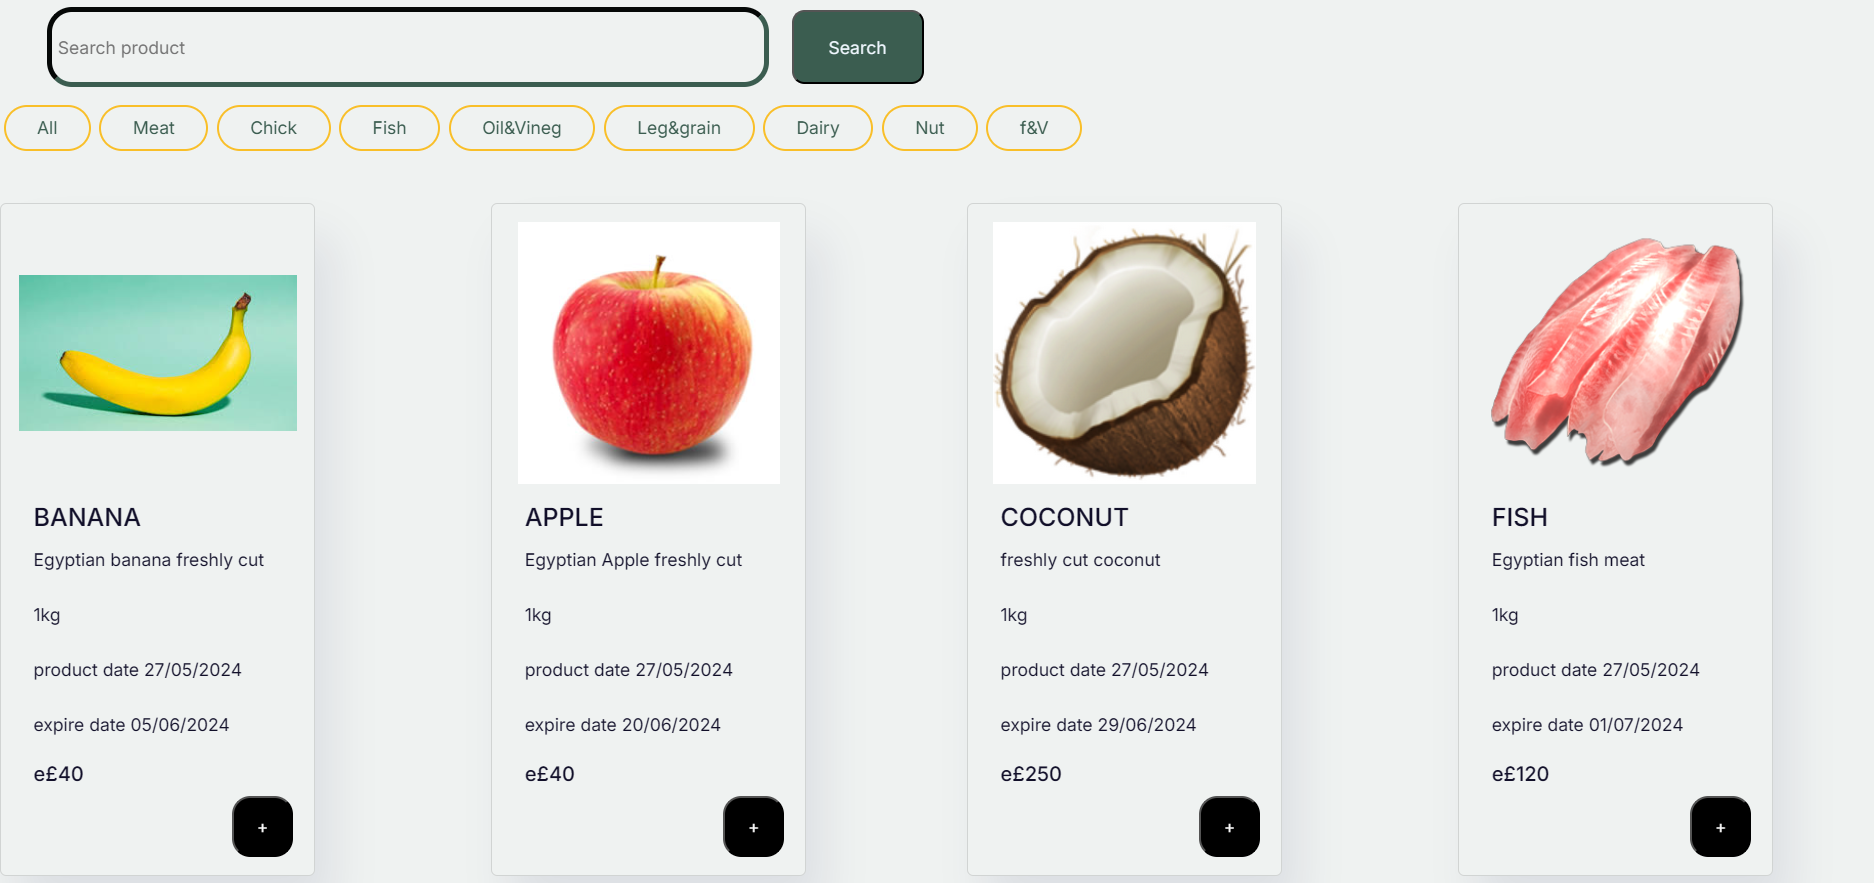 Search product
Search
All
Meat
Chick
Fish
Oil&Vineg
Leg&grain
Dairy
Nut
f&V
BANANA
Egyptian banana freshly cut
1kg
product date 27/05/2024
expire date 05/06/2024
e£40
+
APPLE
Egyptian Apple freshly cut
1kg
product date 27/05/2024
expire date 20/06/2024
e£40
+
COCONUT
freshly cut coconut
1kg
product date 27/05/2024
expire date 29/06/2024
e£250
+
FISH
Egyptian fish meat
1kg
product date 27/05/2024
expire date 01/07/2024
e£120
+